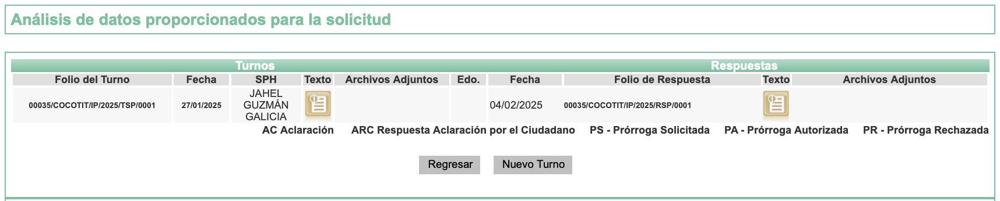 Análisis de datos proporcionados para la solicitud
Turnos Respuestas
Folio del Turno Fecha SPH Texto Archivos Adjuntos Edo. Fecha Folio de Respuesta Texto Archivos Adjuntos
00035/COCOTIT/IP/2025/TSP/0001 27/01/2025 JAHEL GUZMÁN GALICIA 04/02/2025 00035/COCOTIT/IP/2025/RSP/0001
AC Aclaración ARC Respuesta Aclaración por el Ciudadano PS - Prórroga Solicitada PA - Prórroga Autorizada PR - Prórroga Rechazada
Regresar Nuevo Turno